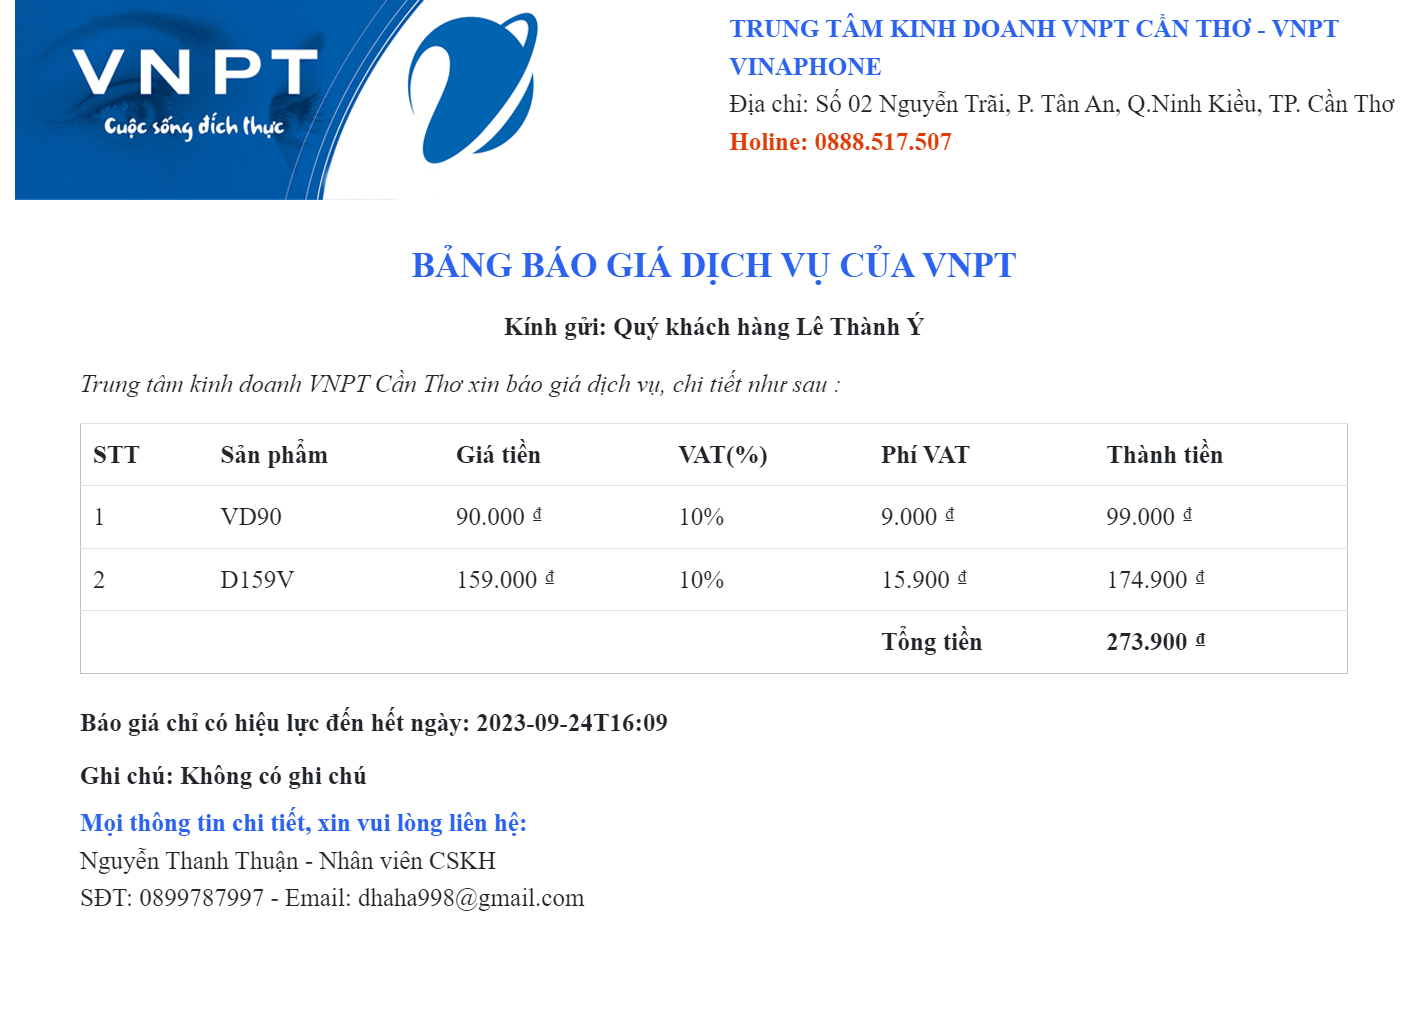 VNPT
Cuộc sống đích thực
TRUNG TÂM KINH DOANH VNPT CẦN THƠ - VNPT
VINAPHONE
Địa chỉ: Số 02 Nguyễn Trãi, P. Tân An, Q.Ninh Kiều, TP. Cần Thơ
Holine: 0888.517.507
BẢNG BÁO GIÁ DỊCH VỤ CỦA VNPT
Kính gửi: Quý khách hàng Lê Thành Ý
Trung tâm kinh doanh VNPT Cần Thơ xin báo giá dịch vụ, chi tiết như sau :
STT Sản phẩm Giá tiền VAT(%) Phí VAT Thành tiền
1 VD90 90.000 ₫ 10% 9.000 ₫ 99.000 ₫
2 D159V 159.000 ₫ 10% 15.900 ₫ 174.900 ₫
Tổng tiền 273.900 ₫
Báo giá chỉ có hiệu lực đến hết ngày: 2023-09-24T16:09
Ghi chú: Không có ghi chú
Mọi thông tin chi tiết, xin vui lòng liên hệ:
Nguyễn Thanh Thuận - Nhân viên CSKH
SĐT: 0899787997 - Email: dhaha998@gmail.com